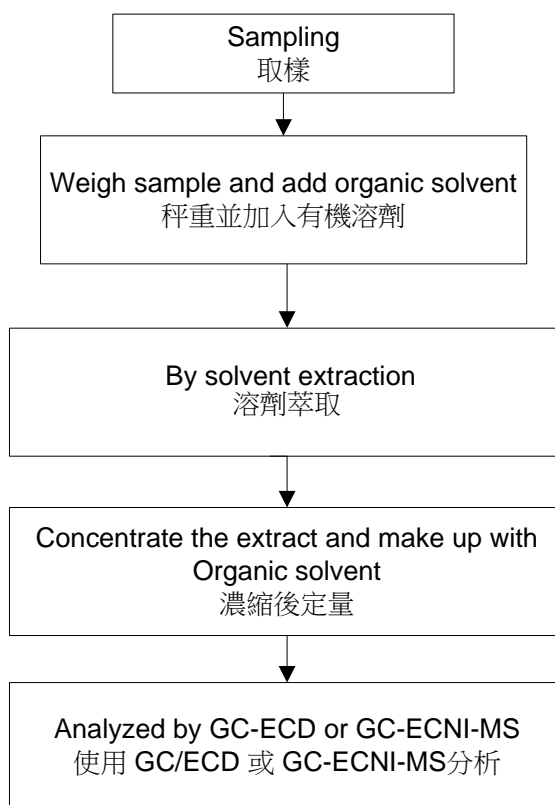 Sampling
取樣
Weigh sample and add organic solvent
秤重並加入有機溶劑
By solvent extraction
溶劑萃取
Concentrate the extract and make up with
Organic solvent
濃縮後定量
Analyzed by GC-ECD or GC-ECNI-MS
使用 GC/ECD 或 GC-ECNI-MS分析